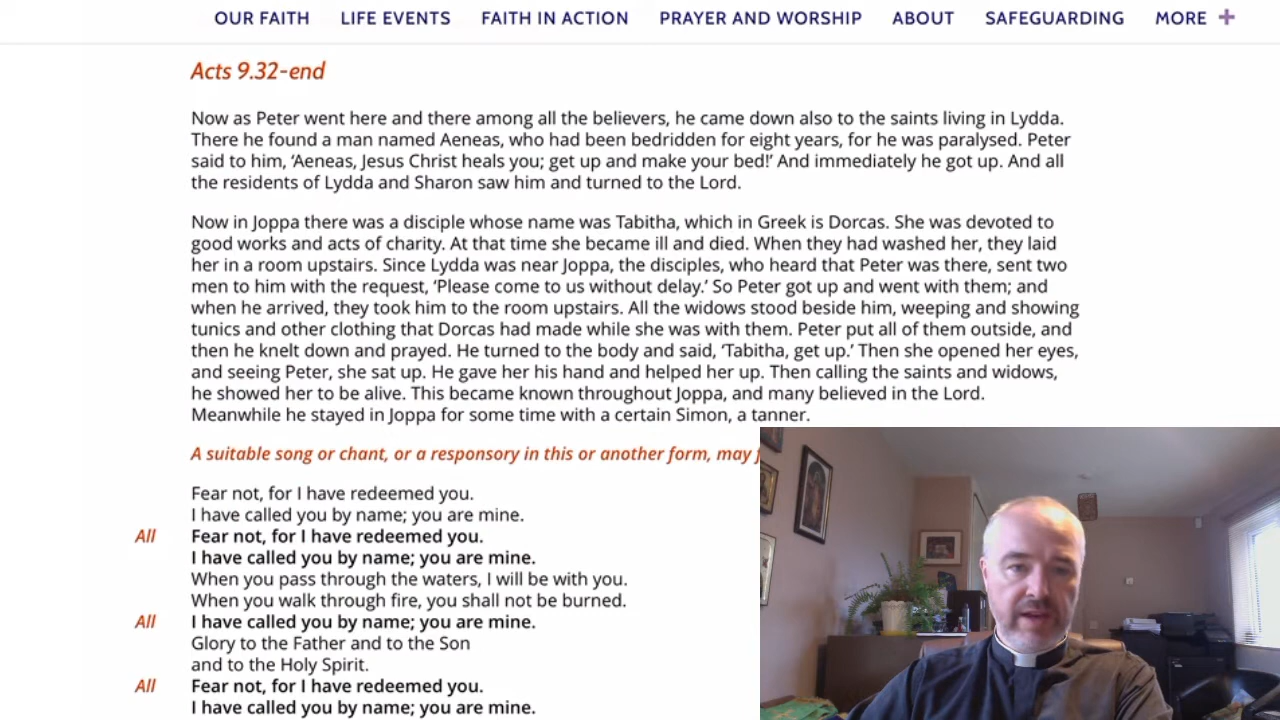 OUR FAITH LIFE EVENTS FAITH IN ACTION PRAYER AND WORSHIP ABOUT SAFEGUARDING MORE +
Acts 9.32-end
Now as Peter went here and there among all the believers, he came down also to the saints living in Lydda.
There he found a man named Aeneas, who had been bedridden for eight years, for he was paralysed. Peter
said to him, ‘Aeneas, Jesus Christ heals you; get up and make your bed!’ And immediately he got up. And all
the residents of Lydda and Sharon saw him and turned to the Lord.
Now in Joppa there was a disciple whose name was Tabitha, which in Greek is Dorcas. She was devoted to
good works and acts of charity. At that time she became ill and died. When they had washed her, they laid
her in a room upstairs. Since Lydda was near Joppa, the disciples, who heard that Peter was there, sent two
men to him with the request, ‘Please come to us without delay.’ So Peter got up and went with them; and
when he arrived, they took him to the room upstairs. All the widows stood beside him, weeping and showing
tunics and other clothing that Dorcas had made while she was with them. Peter put all of them outside, and
then he knelt down and prayed. He turned to the body and said, ‘Tabitha, get up.’ Then she opened her eyes,
and seeing Peter, she sat up. He gave her his hand and helped her up. Then calling the saints and widows,
he showed her to be alive. This became known throughout Joppa, and many believed in the Lord.
Meanwhile he stayed in Joppa for some time with a certain Simon, a tanner.
A suitable song or chant, or a responsory in this or another form, may
Fear not, for I have redeemed you.
I have called you by name; you are mine.
All Fear not, for I have redeemed you.
I have called you by name; you are mine.
When you pass through the waters, I will be with you.
When you walk through fire, you shall not be burned.
All I have called you by name; you are mine.
Glory to the Father and to the Son
and to the Holy Spirit.
All Fear not, for I have redeemed you.
I have called you by name; you are mine.